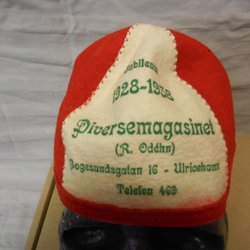 Jubileum
1928-1938
Diversemagasinet
(R. Odéhn)
Bogesundsgatan 16 - Ulricehamn
Telefon 469